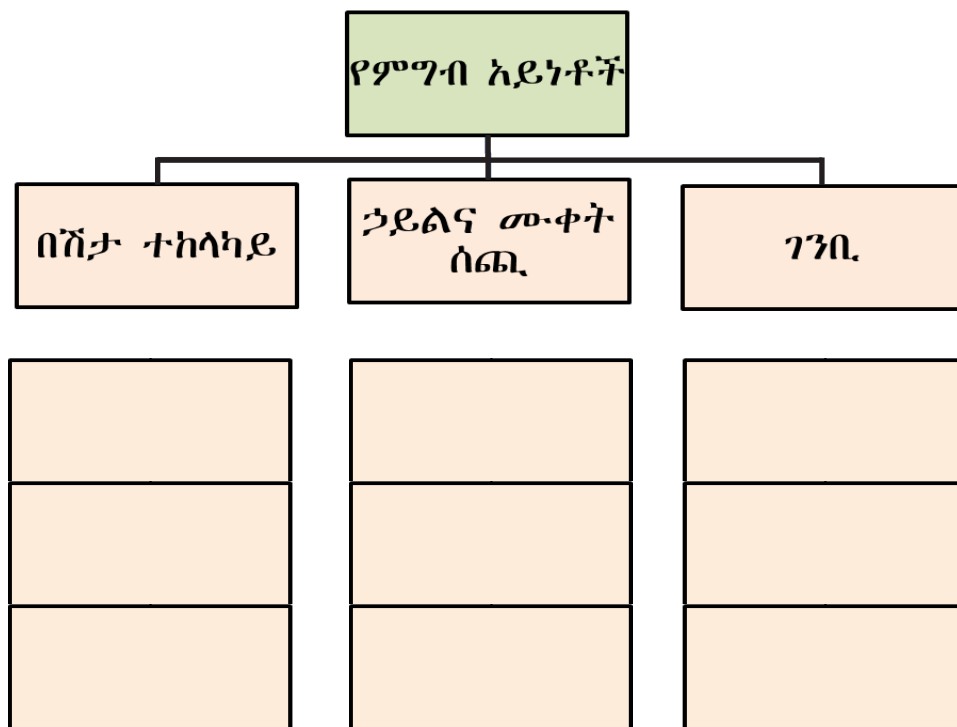 የምግብ አይነቶች
በሽታ ተከላካይ
ኃይልና ሙቀት
ሰጪ
ገንቢ